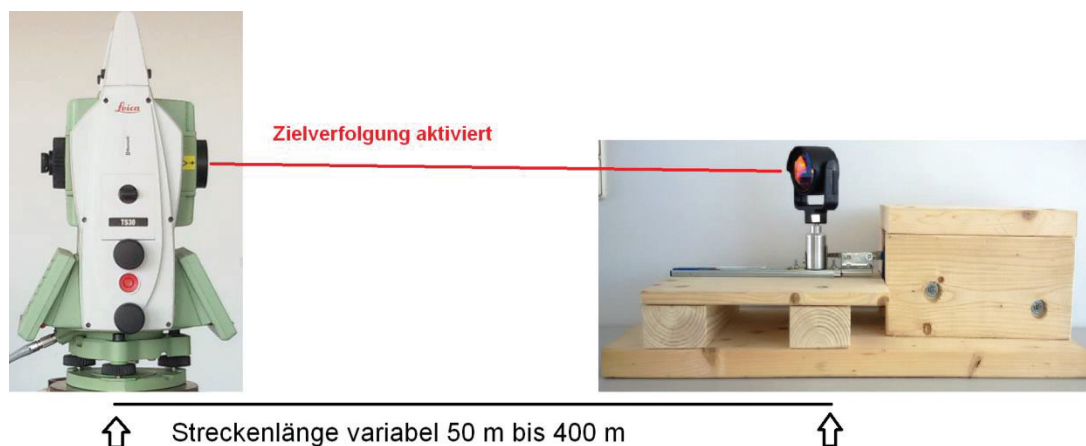 Leica
Zielverfolgung aktiviert
TS30
Streckenlänge variabel 50 m bis 400 m